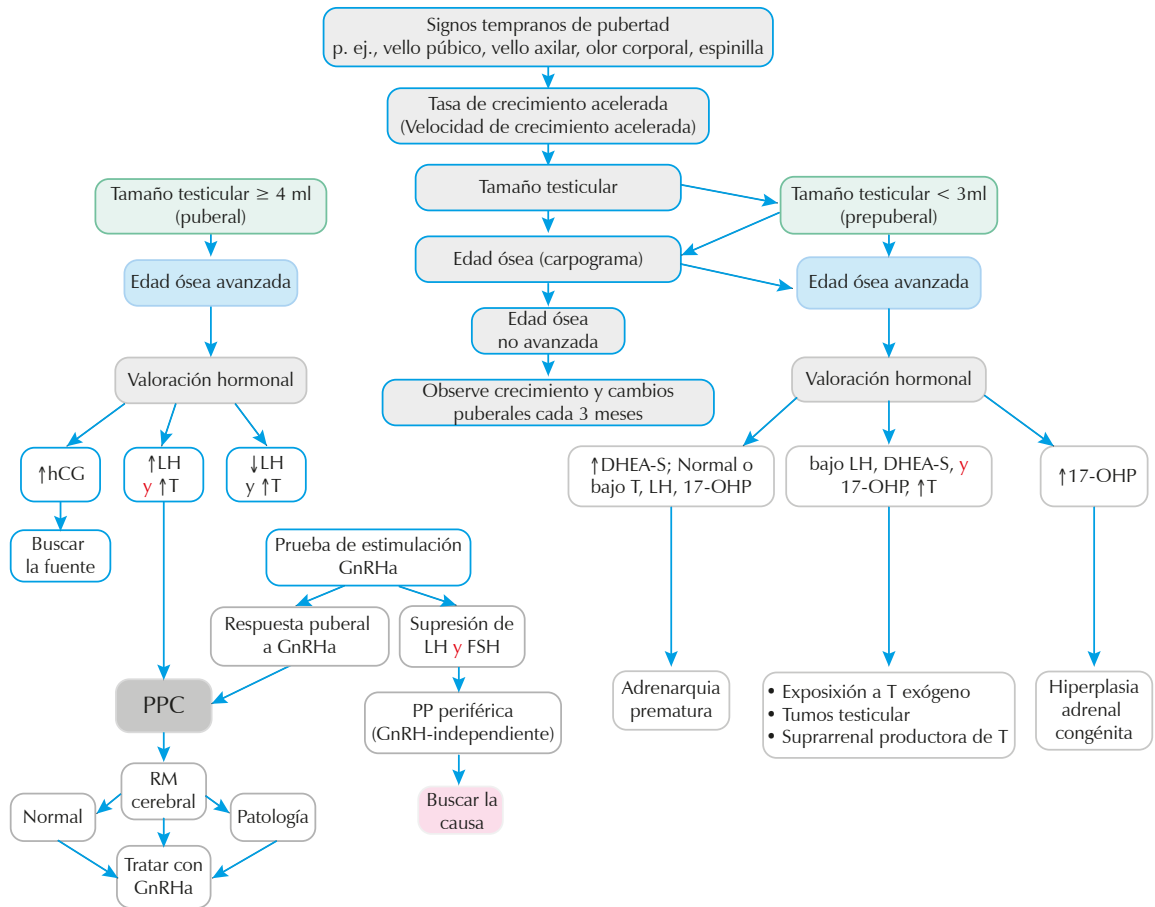 Signos tempranos de pubertad
p. ej., vello púbico, vello axilar, olor corporal, espinilla
Tasa de crecimiento acelerada
(Velocidad de crecimiento acelerada)
Tamaño testicular
Tamaño testicular ≥ 4 ml
(puberal)
Tamaño testicular < 3ml
(prepuberal)
Edad ósea (carpograma)
Edad ósea avanzada
Edad ósea avanzada
Edad ósea
no avanzada
Valoración hormonal
Observe crecimiento y cambios
puberales cada 3 meses
Valoración hormonal
↑hCG
↑LH
y ↑T
↓LH
y ↑T
↑DHEA-S; Normal o
bajo T, LH, 17-OHP
bajo LH, DHEA-S, y
17-OHP, ↑T
↑17-OHP
Buscar
la fuente
Prueba de estimulación
GnRHa
Respuesta puberal
a GnRHa
Supresión de
LH y FSH
PPC
PP periférica
(GnRH-independiente)
Adrenarquia
prematura
• Exposixión a T exógeno
• Tumos testicular
• Suprarrenal productora de T
Hiperplasia
adrenal
congénita
RM
cerebral
Normal
Patología
Buscar la
causa
Tratar con
GnRHa